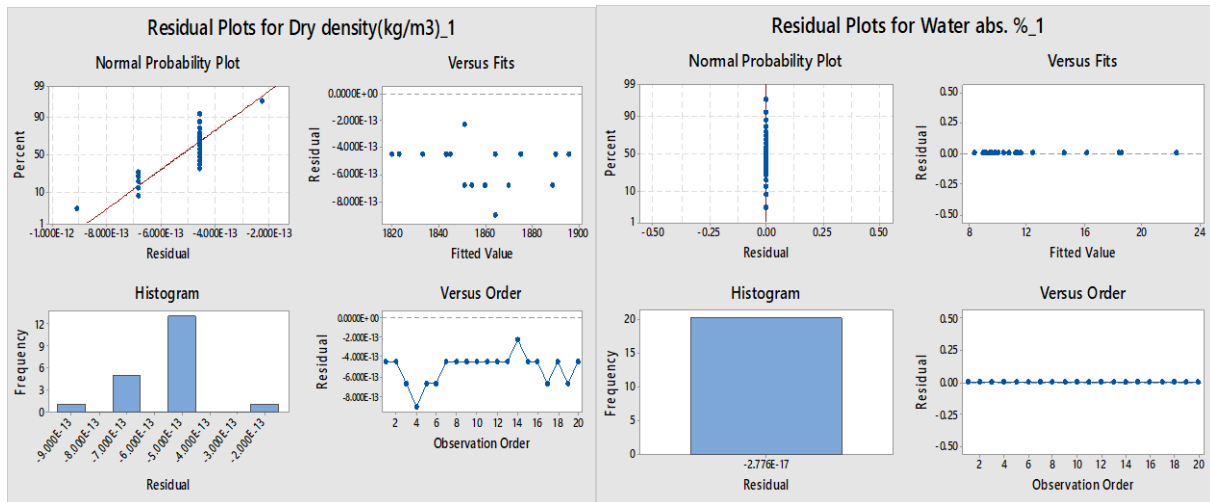 Residual Plots for Dry density(kg/m3)_1
Normal Probability Plot
Percent
99
90
50
10
1
-1.000E-12 -8.000E-13 -6.000E-13 -4.000E-13 -2.000E-13
Residual
Versus Fits
Residual
0.0000E+00
-2.000E-13
-4.000E-13
-6.000E-13
-8.000E-13
1820 1840 1860 1880 1900
Fitted Value
Histogram
Frequency
12
9
6
3
0
-9.000E-13 -8.000E-13 -7.000E-13 -6.000E-13 -5.000E-13 -4.000E-13 -3.000E-13 -2.000E-13
Residual
Versus Order
Residual
0.0000E+00
-2.000E-13
-4.000E-13
-6.000E-13
-8.000E-13
2 4 6 8 10 12 14 16 18 20
Observation Order
Residual Plots for Water abs. %_1
Normal Probability Plot
Percent
99
90
50
10
1
-0.50 -0.25 0.00 0.25 0.50
Residual
Versus Fits
Residual
0.50
0.25
0.00
-0.25
-0.50
8 12 16 20 24
Fitted Value
Histogram
Frequency
20
15
10
5
0
-2.776E-17
Residual
Versus Order
Residual
0.50
0.25
0.00
-0.25
-0.50
2 4 6 8 10 12 14 16 18 20
Observation Order